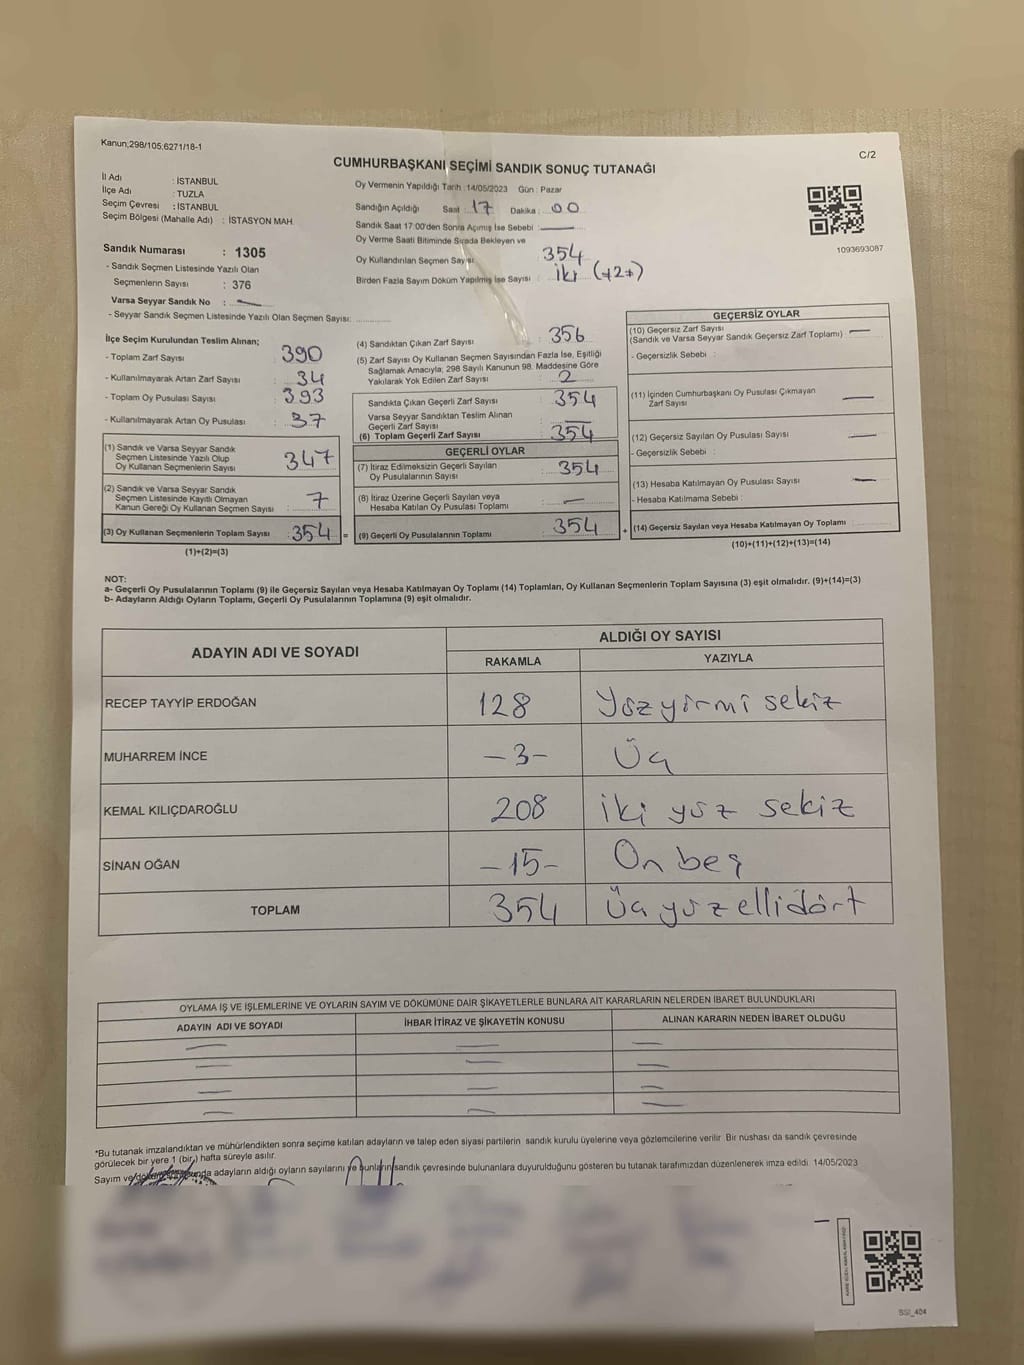 Kanun,298/105,6271/18-1
C/2
CUMHURBAŞKANI SEÇİMİ SANDIK SONUÇ TUTANAĞI
İl Adı : İSTANBUL
İlçe Adı : TUZLA
Seçim Çevresi : İSTANBUL
Seçim Bölgesi (Mahalle Adı) : İSTASYON MAH.
Sandık Numarası : 1305
- Sandık Seçmen Listesinde Yazılı Olan
Seçmenlerin Sayısı : 376
Varsa Seyyar Sandık No : —
- Seyyar Sandık Seçmen Listesinde Yazılı Olan Seçmen Sayısı: ............
Oy Vermenin Yapıldığı Tarih : 14/05/2023 Gün : Pazar
Sandığın Açıldığı Saat : 17 Dakika : 00
Sandık Saat 17:00'den Sonra Açımış İse Sebebi : —
Oy Verme Saati Bitiminde Sırada Bekleyen ve
Oy Kullandırılan Seçmen Sayısı 354
Birden Fazla Sayım Döküm Yapılmış İse Sayısı : iki (+2+)
1093693087
İlçe Seçim Kurulundan Teslim Alınan;
- Toplam Zarf Sayısı : 390
- Kullanılmayarak Artan Zarf Sayısı : 34
- Toplam Oy Pusulası Sayısı : 393
- Kullanılmayarak Artan Oy Pusulası : 37
(1) Sandık ve Varsa Seyyar Sandık
Seçmen Listesinde Yazılı Olup
Oy Kullanan Seçmenlerin Sayısı : 347
(2) Sandık ve Varsa Seyyar Sandık
Seçmen Listesinde Kayıtlı Olmayan
Kanun Gereği Oy Kullanan Seçmen Sayısı : 7
(3) Oy Kullanan Seçmenlerin Toplam Sayısı : 354 =
(1)+(2)=(3)
(4) Sandıktan Çıkan Zarf Sayısı : 356
(5) Zarf Sayısı Oy Kullanan Seçmen Sayısından Fazla İse, Eşitliği
Sağlamak Amacıyla; 298 Sayılı Kanunun 98. Maddesine Göre
Yakılarak Yok Edilen Zarf Sayısı : 2
Sandıkta Çıkan Geçerli Zarf Sayısı : 354
Varsa Seyyar Sandıktan Teslim Alınan
Geçerli Zarf Sayısı : —
(6) Toplam Geçerli Zarf Sayısı : 354
GEÇERLİ OYLAR
(7) İtiraz Edilmeksizin Geçerli Sayılan
Oy Pusulasının Sayısı : 354
(8) İtiraz Üzerine Geçerli Sayılan veya
Hesaba Katılan Oy Pusulası Toplamı : —
(9) Geçerli Oy Pusulalarının Toplamı : 354 +
GEÇERSİZ OYLAR
(10) Geçersiz Zarf Sayısı : —
(Sandık ve Varsa Seyyar Sandık Geçersiz Zarf Toplamı)
- Geçersizlik Sebebi :
(11) İçinden Cumhurbaşkanı Oy Pusulası Çıkmayan
Zarf Sayısı : —
(12) Geçersiz Sayılan Oy Pusulası Sayısı : —
- Geçersizlik Sebebi :
(13) Hesaba Katılmayan Oy Pusulası Sayısı : —
- Hesaba Katılmama Sebebi :
(14) Geçersiz Sayılan veya Hesaba Katılmayan Oy Toplamı
(10)+(11)+(12)+(13)=(14)
NOT:
a- Geçerli Oy Pusulalarının Toplamı (9) ile Geçersiz Sayılan veya Hesaba Katılmayan Oy Toplamı (14) Toplamları, Oy Kullanan Seçmenlerin Toplam Sayısına (3) eşit olmalıdır. (9)+(14)=(3)
b- Adayların Aldığı Oyların Toplamı, Geçerli Oy Pusulalarının Toplamına (9) eşit olmalıdır.
ADAYIN ADI VE SOYADI
ALDIĞI OY SAYISI
RAKAMLA YAZIYLA
RECEP TAYYİP ERDOĞAN 128 Yüzyirmi sekiz
MUHARREM İNCE -3- Üç
KEMAL KILIÇDAROĞLU 208 iki yüz sekiz
SİNAN OĞAN -15- On beş
TOPLAM 354 Üç yüz ellidört
OYLAMA İŞ VE İŞLEMLERİNE VE OYLARIN SAYIM VE DÖKÜMÜNE DAİR ŞİKAYETLERLE BUNLARA AİT KARARLARIN NELERDEN İBARET BULUNDUKLARI
ADAYIN ADI VE SOYADI İHBAR İTİRAZ VE ŞİKAYETİN KONUSU ALINAN KARARIN NEDEN İBARET OLDUĞU
— — —
— — —
— — —
— — —
*Bu tutanak imzalandıktan ve mühürlendikten sonra seçime katılan adayların ve talep eden siyasi partilerin sandık kurulu üyelerine veya gözlemcilerine verilir. Bir nüshası da sandık çevresinde
görülecek bir yere 1 (bir) hafta süreyle asılır.
Sayım ve adayların aldığı oyların sayılarını ve bunların sandık çevresinde bulunanlara duyurulduğunu gösteren bu tutanak tarafımızdan düzenlenerek imza edildi. 14/05/2023
SSI_404